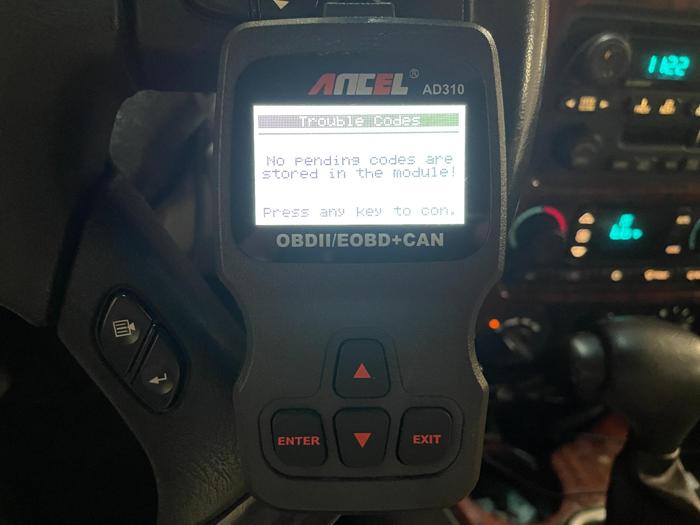 ANCEL®
AD310
Trouble Codes
No pending codes are
stored in the module!
Press any key to con.
OBDII/EOBD+CAN
ENTER
EXIT
11:22